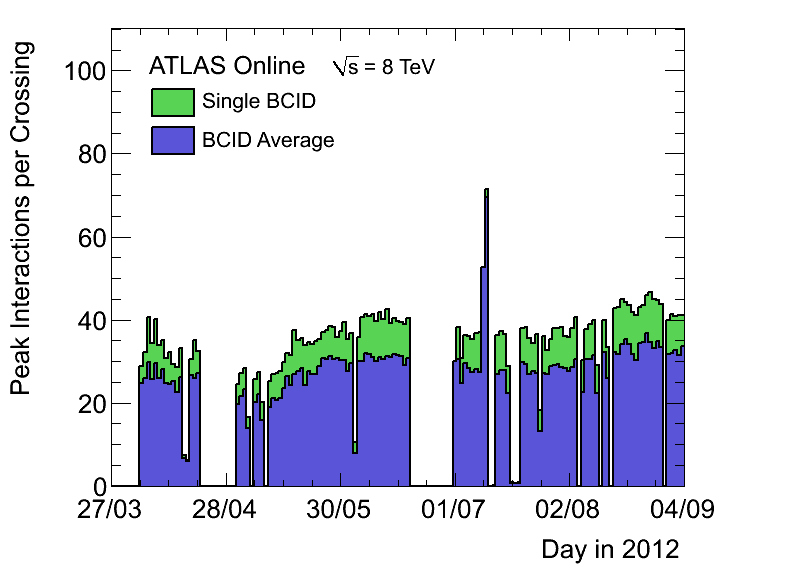 Peak Interactions per Crossing
ATLAS Online √s = 8 TeV
Single BCID
BCID Average
100
80
60
40
20
0
27/03 28/04 30/05 01/07 02/08 04/09
Day in 2012